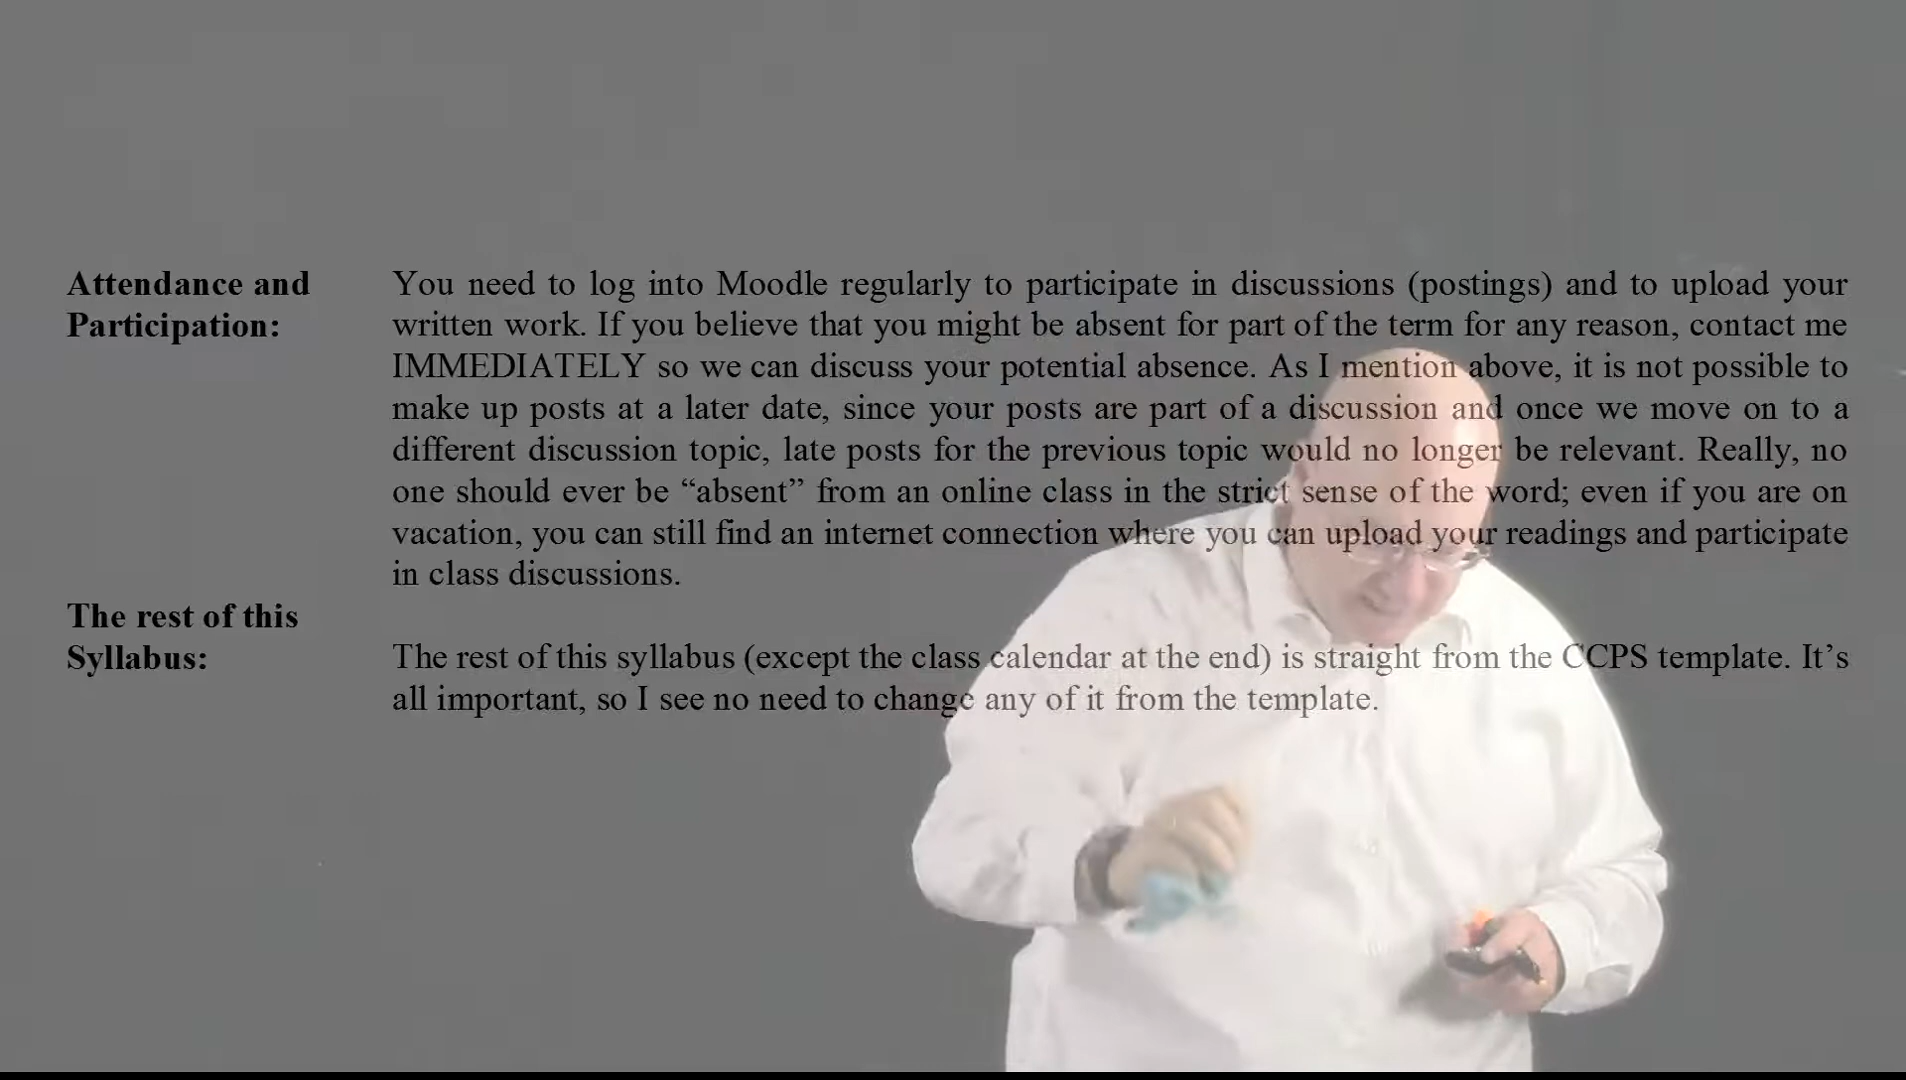 Attendance and
Participation:
You need to log into Moodle regularly to participate in discussions (postings) and to upload your
written work. If you believe that you might be absent for part of the term for any reason, contact me
IMMEDIATELY so we can discuss your potential absence. As I mention above, it is not possible to
make up posts at a later date, since your posts are part of a discussion and once we move on to a
different discussion topic, late posts for the previous topic would no longer be relevant. Really, no
one should ever be “absent” from an online class in the strict sense of the word; even if you are on
vacation, you can still find an internet connection where you can upload your readings and participate
in class discussions.
The rest of this
Syllabus:
The rest of this syllabus (except the class calendar at the end) is straight from the CCPS template. It’s
all important, so I see no need to change any of it from the template.